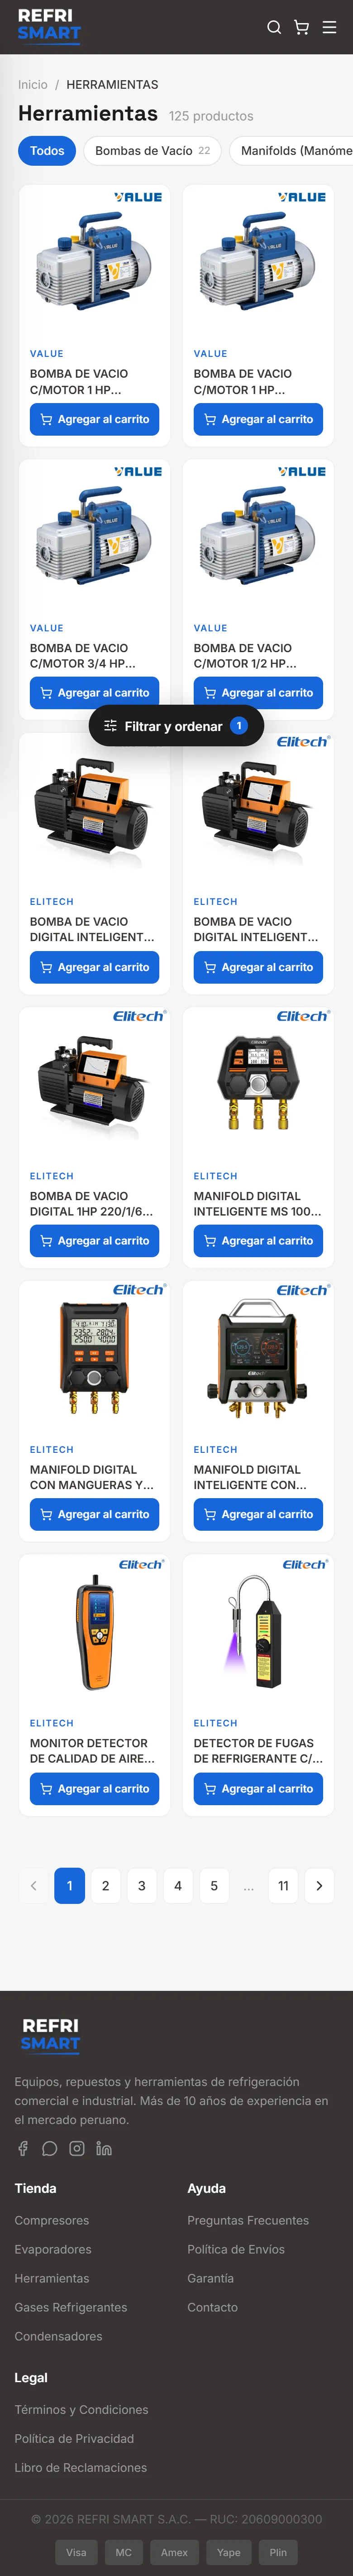 REFRI
SMART
Inicio / HERRAMIENTAS
Herramientas 125 productos
Todos
Bombas de Vacío 22
Manifolds (Manóme
VALUE
VALUE
VALUE
VALUE
VALUE
VALUE
BOMBA DE VACIO
C/MOTOR 1 HP...
Agregar al carrito
BOMBA DE VACIO
C/MOTOR 1 HP...
Agregar al carrito
VALUE
VALUE
VALUE
VALUE
VALUE
VALUE
BOMBA DE VACIO
C/MOTOR 3/4 HP...
Agregar al carrito
BOMBA DE VACIO
C/MOTOR 1/2 HP...
Agregar al carrito
Filtrar y ordenar 1
Elitech®
ELITECH
ELITECH
BOMBA DE VACIO
DIGITAL INTELIGENT...
Agregar al carrito
BOMBA DE VACIO
DIGITAL INTELIGENT...
Agregar al carrito
Elitech®
Elitech®
ELITECH
ELITECH
BOMBA DE VACIO
DIGITAL 1HP 220/1/6...
Agregar al carrito
MANIFOLD DIGITAL
INTELIGENTE MS 100...
Agregar al carrito
Elitech®
Elitech®
Elitech
ELITECH
ELITECH
MANIFOLD DIGITAL
CON MANGUERAS Y...
Agregar al carrito
MANIFOLD DIGITAL
INTELIGENTE CON...
Agregar al carrito
Elitech®
Elitech®
ELITECH
ELITECH
MONITOR DETECTOR
DE CALIDAD DE AIRE...
Agregar al carrito
DETECTOR DE FUGAS
DE REFRIGERANTE C/...
Agregar al carrito
1 2 3 4 5 ... 11
REFRI
SMART
Equipos, repuestos y herramientas de refrigeración
comercial e industrial. Más de 10 años de experiencia en
el mercado peruano.
Tienda
Compresores
Evaporadores
Herramientas
Gases Refrigerantes
Condensadores
Ayuda
Preguntas Frecuentes
Política de Envíos
Garantía
Contacto
Legal
Términos y Condiciones
Política de Privacidad
Libro de Reclamaciones
© 2026 REFRI SMART S.A.C. — RUC: 20609000300
Visa MC Amex Yape Plin